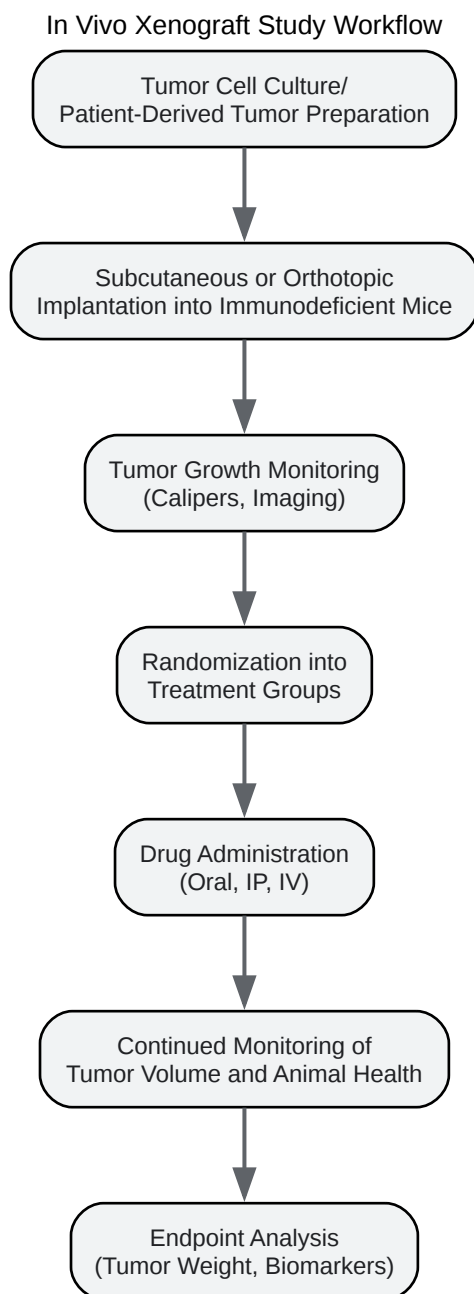 In Vivo Xenograft Study Workflow
Tumor Cell Culture/
Patient-Derived Tumor Preparation
Subcutaneous or Orthotopic
Implantation into Immunodeficient Mice
Tumor Growth Monitoring
(Calipers, Imaging)
Randomization into
Treatment Groups
Drug Administration
(Oral, IP, IV)
Continued Monitoring of
Tumor Volume and Animal Health
Endpoint Analysis
(Tumor Weight, Biomarkers)